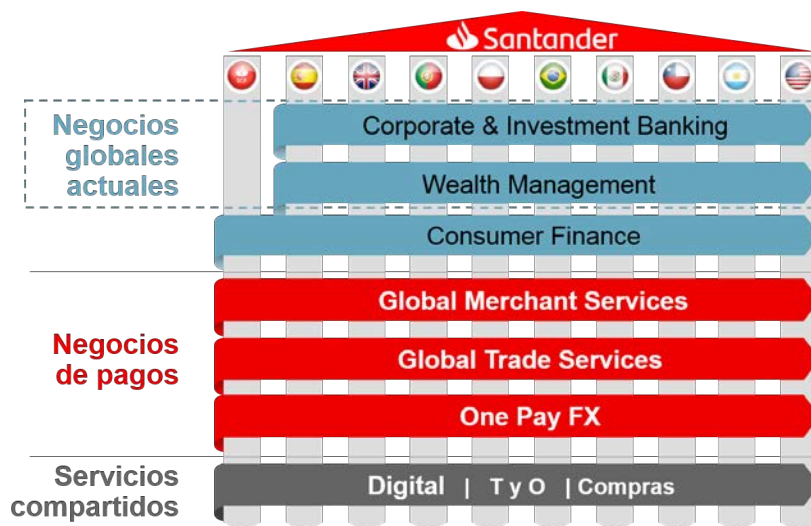 Santander
Negocios
globales
actuales
Corporate & Investment Banking
Wealth Management
Consumer Finance
Negocios
de pagos
Global Merchant Services
Global Trade Services
One Pay FX
Servicios
compartidos
Digital | T y O | Compras